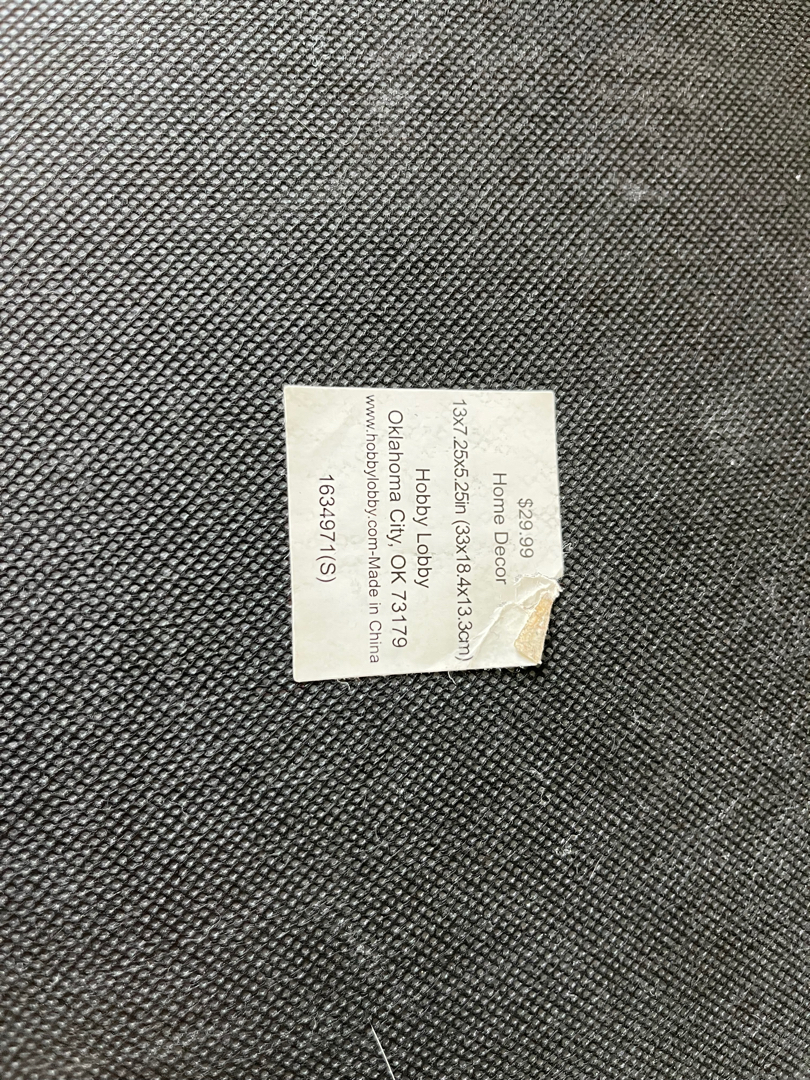 $29.99
Home Decor
13x7.25x5.25in (33x18.4x13.3cm)
Hobby Lobby
Oklahoma City, OK 73179
www.hobbylobby.com-Made in China
1634971(S)